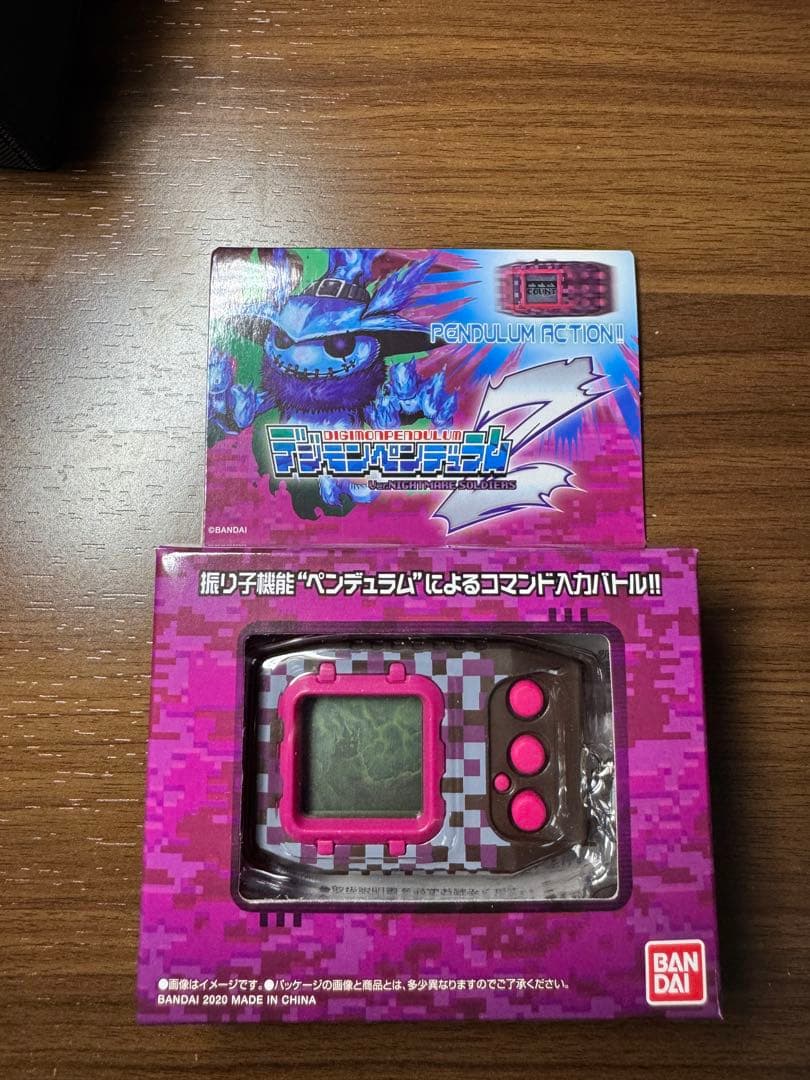 COUNT
PENDULUM ACTION!!
DIGIMONPENDULUM
デジモンペンデュラム
Z
Ver.NIGHTMARE SOLDIERS
©BANDAI
振り子機能“ペンデュラム”によるコマンド入力バトル!!
●画像はイメージです。●パッケージの画像と商品とは、多少異なりますのでご了承ください。
BANDAI 2020 MADE IN CHINA
BAN
DAI